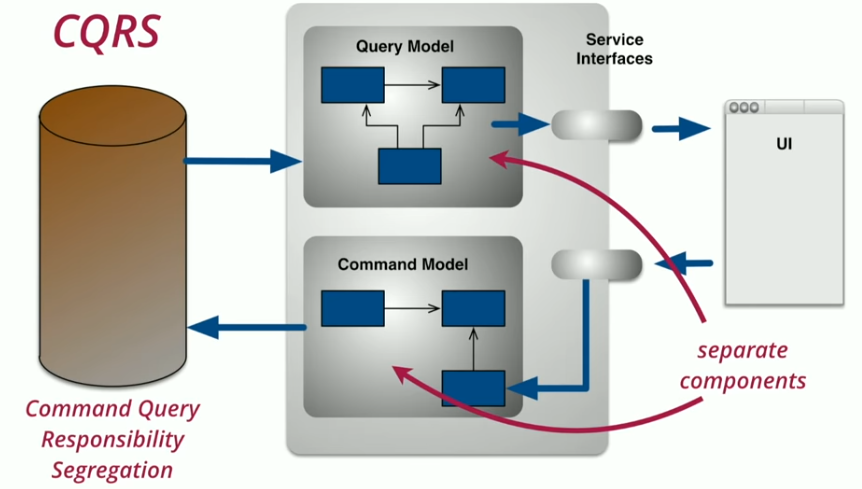 CQRS
Query Model
Service
Interfaces
UI
Command Model
separate
components
Command Query
Responsibility
Segregation